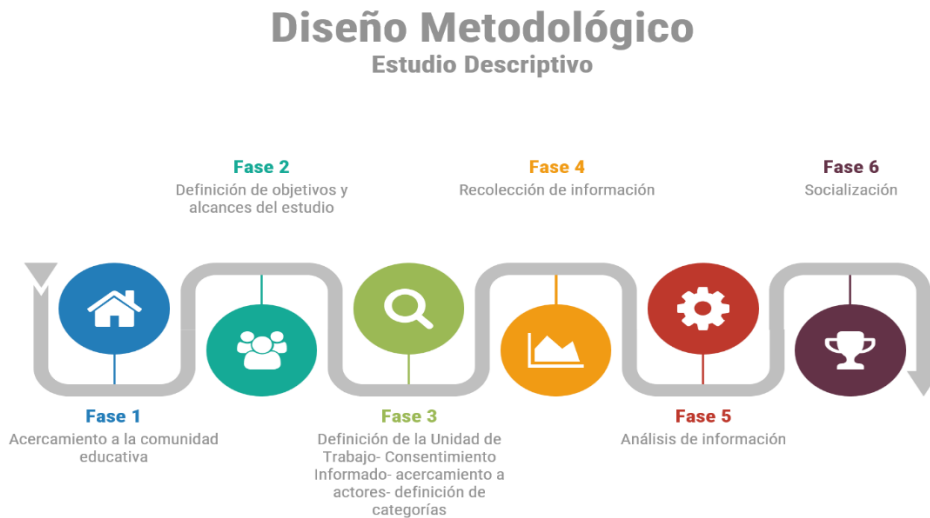 Diseño Metodológico
Estudio Descriptivo
Fase 1
Acercamiento a la comunidad
educativa
Fase 2
Definición de objetivos y
alcances del estudio
Fase 3
Definición de la Unidad de
Trabajo- Consentimiento
Informado- acercamiento a
actores- definición de
categorías
Fase 4
Recolección de información
Fase 5
Análisis de información
Fase 6
Socialización